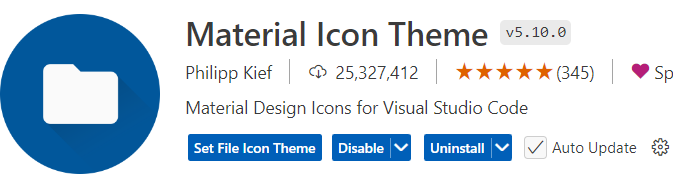 Material Icon Theme v5.10.0
Philipp Kief 25,327,412 (345) Sp
Material Design Icons for Visual Studio Code
Set File Icon Theme Disable Uninstall Auto Update